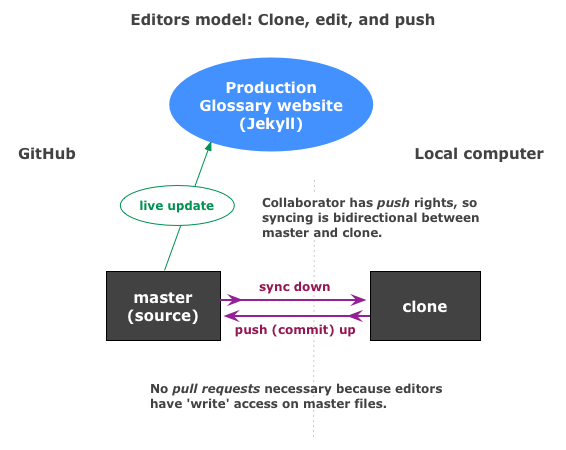 Editors model: Clone, edit, and push
Production
Glossary website
(Jekyll)
GitHub
Local computer
live update
Collaborator has push rights, so
syncing is bidirectional between
master and clone.
master
(source)
sync down
push (commit) up
clone
No pull requests necessary because editors
have 'write' access on master files.